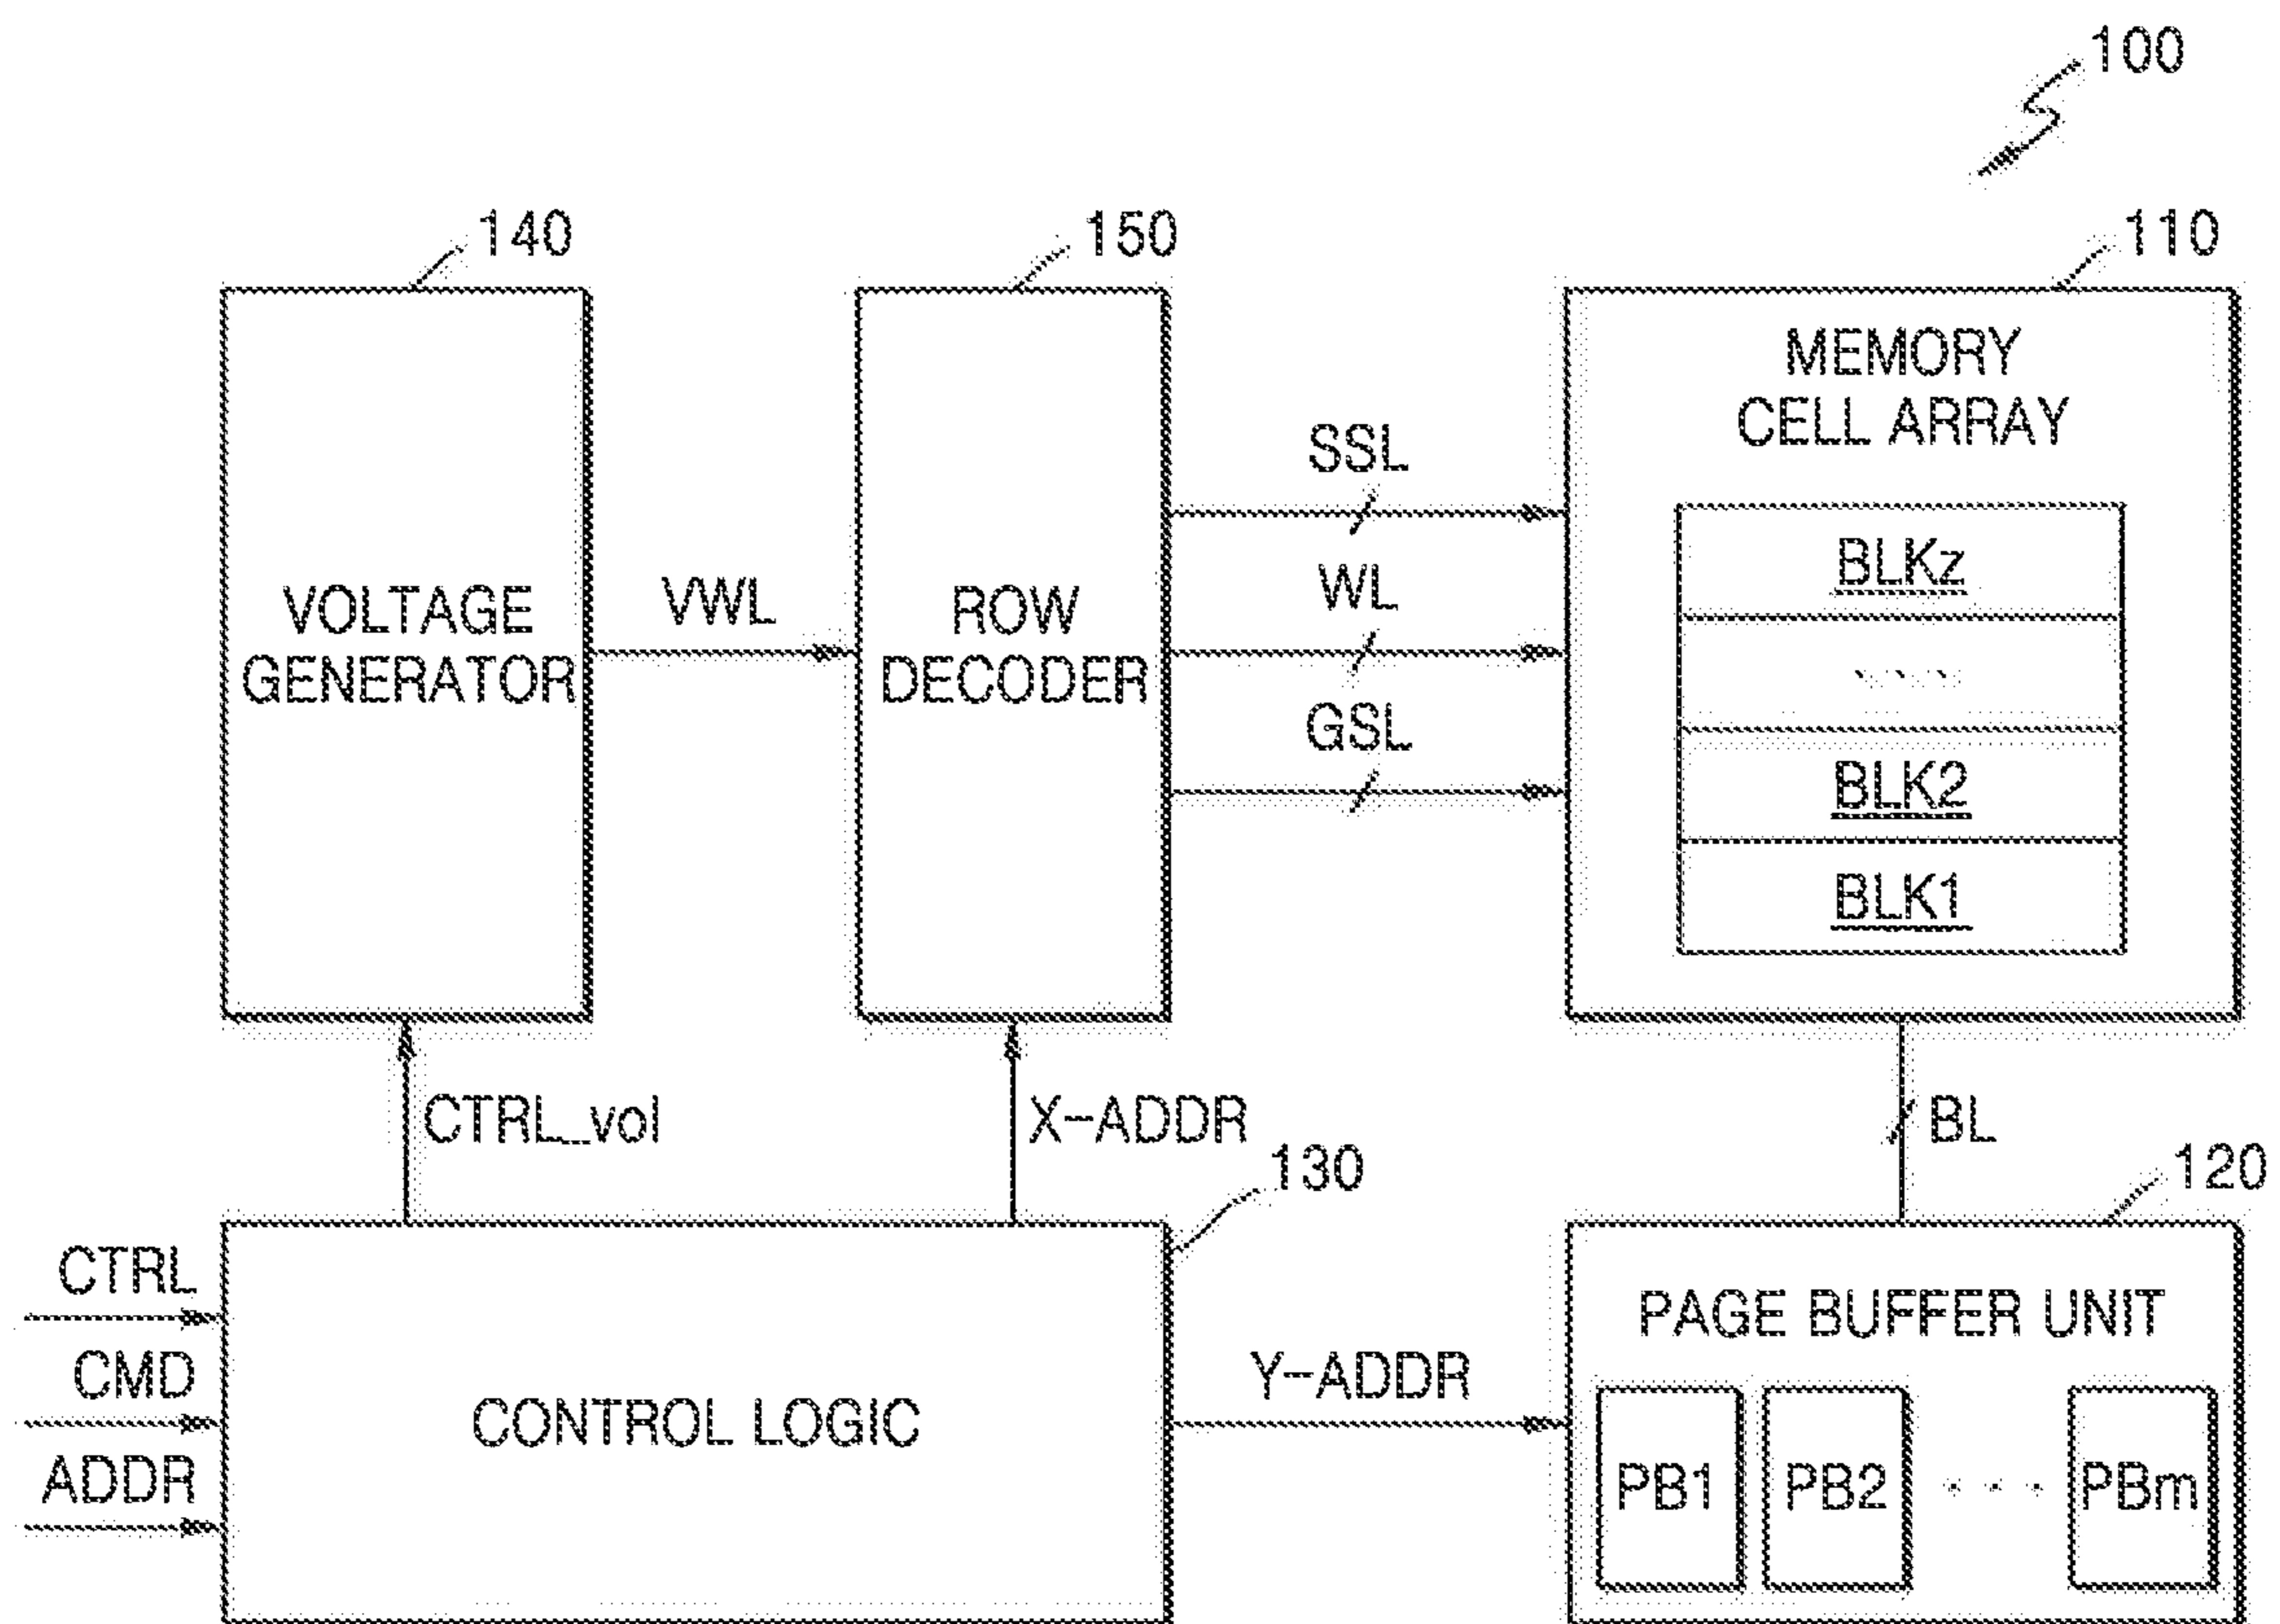 100
140
150
110
MEMORY
CELL ARRAY
SSL
WL
GSL
VWL
VOLTAGE
GENERATOR
ROW
DECODER
BLKz
....
BLK2
BLK1
CTRL_vol
X-ADDR
BL
130
120
CTRL
CMD
ADDR
CONTROL LOGIC
Y-ADDR
PAGE BUFFER UNIT
PB1 PB2 ... PBm